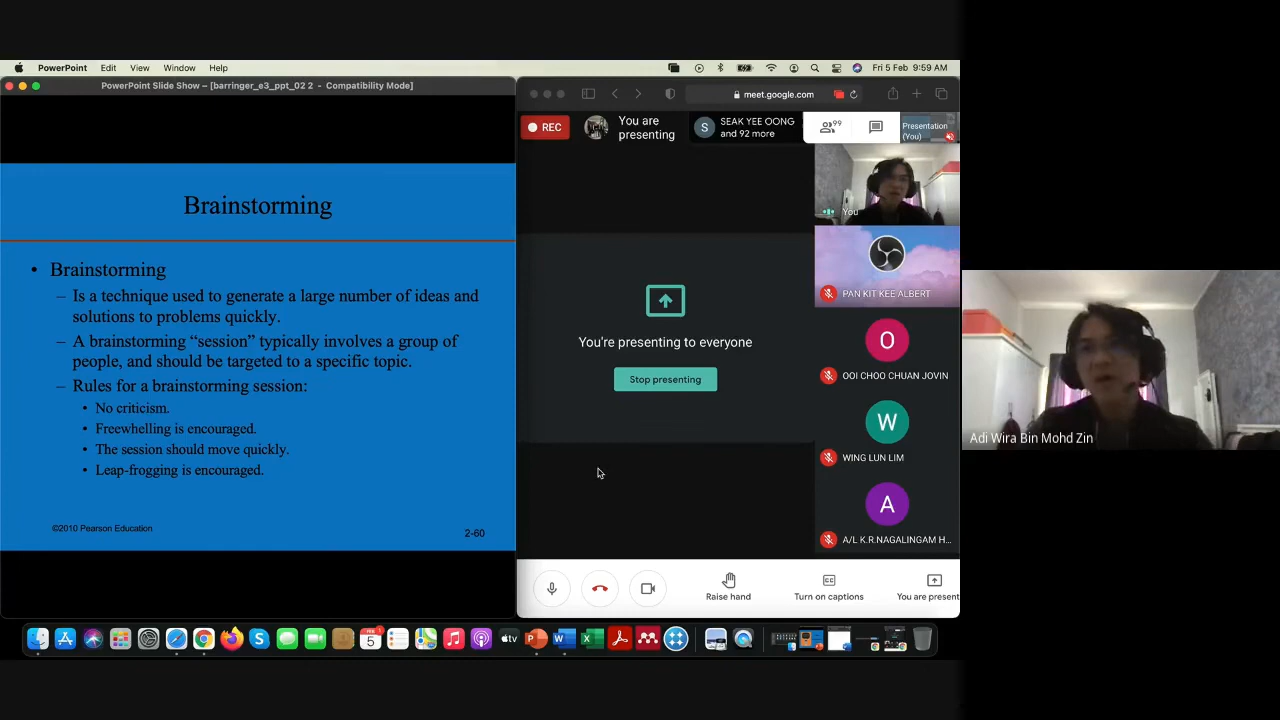 PowerPoint Edit View Window Help
Fri 5 Feb 9:59 AM
PowerPoint Slide Show ~ [barringer_e3_ppt_02 2 - Compatibility Mode]
Brainstorming
• Brainstorming
– Is a technique used to generate a large number of ideas and
solutions to problems quickly.
– A brainstorming “session” typically involves a group of
people, and should be targeted to a specific topic.
– Rules for a brainstorming session:
• No criticism.
• Freewhelling is encouraged.
• The session should move quickly.
• Leap-frogging is encouraged.
©2010 Pearson Education
2-60
meet.google.com
REC
You are
presenting
S
SEAK YEE OONG
and 92 more
99
Presentation
(You)
You
PAN KIT KEE ALBERT
O
OOI CHOO CHUAN JOVIN
W
WING LUN LIM
A
A/L K.R.NAGALINGAM H...
You're presenting to everyone
Stop presenting
Raise hand
CC
Turn on captions
You are present
5
tv
Adi Wira Bin Mohd Zin